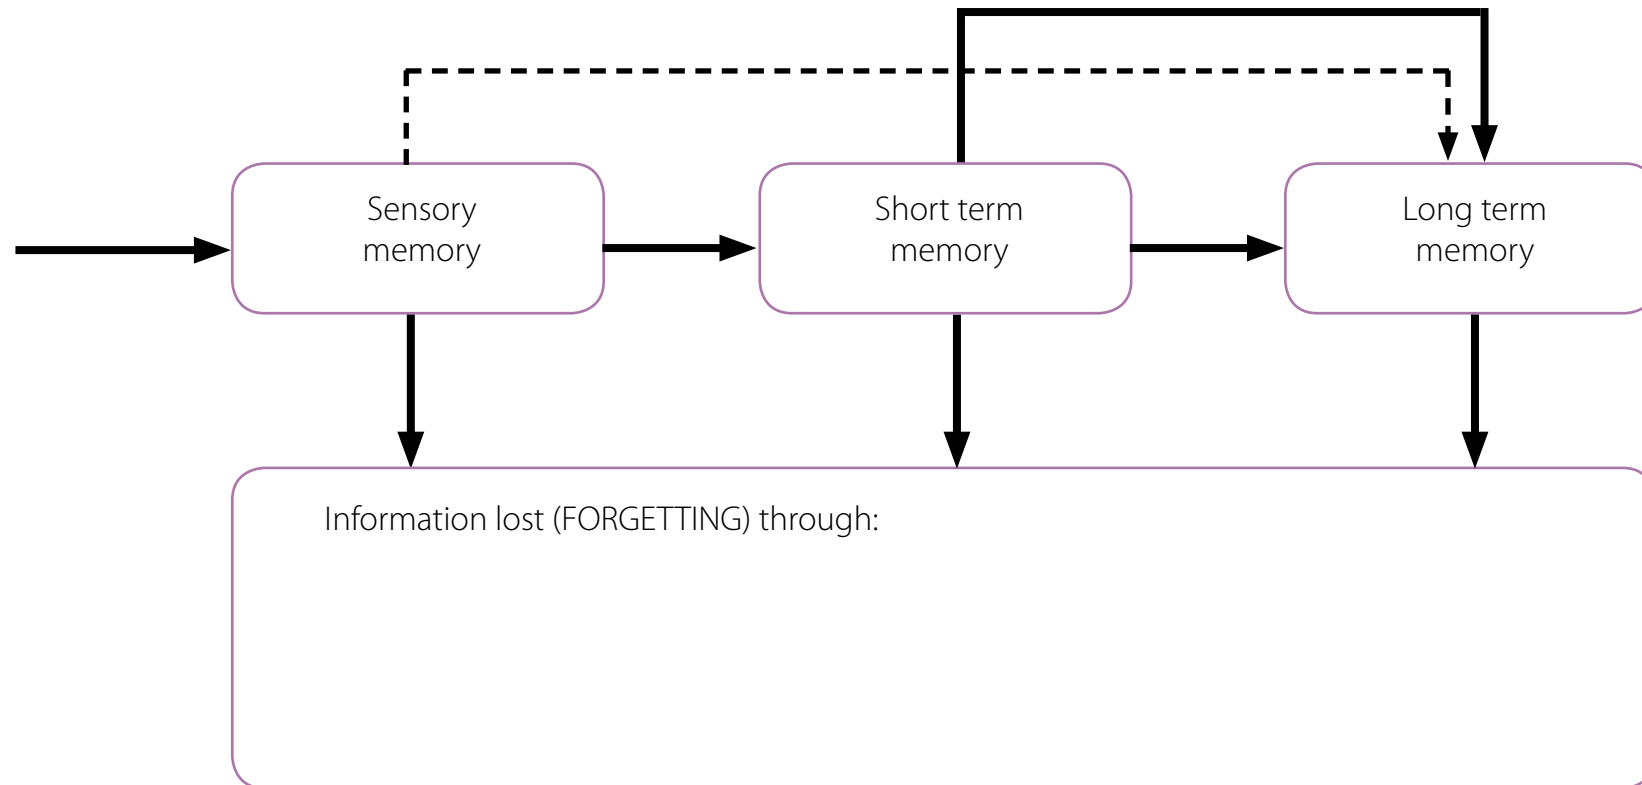 Sensory
memory
Short term
memory
Long term
memory
Information lost (FORGETTING) through: